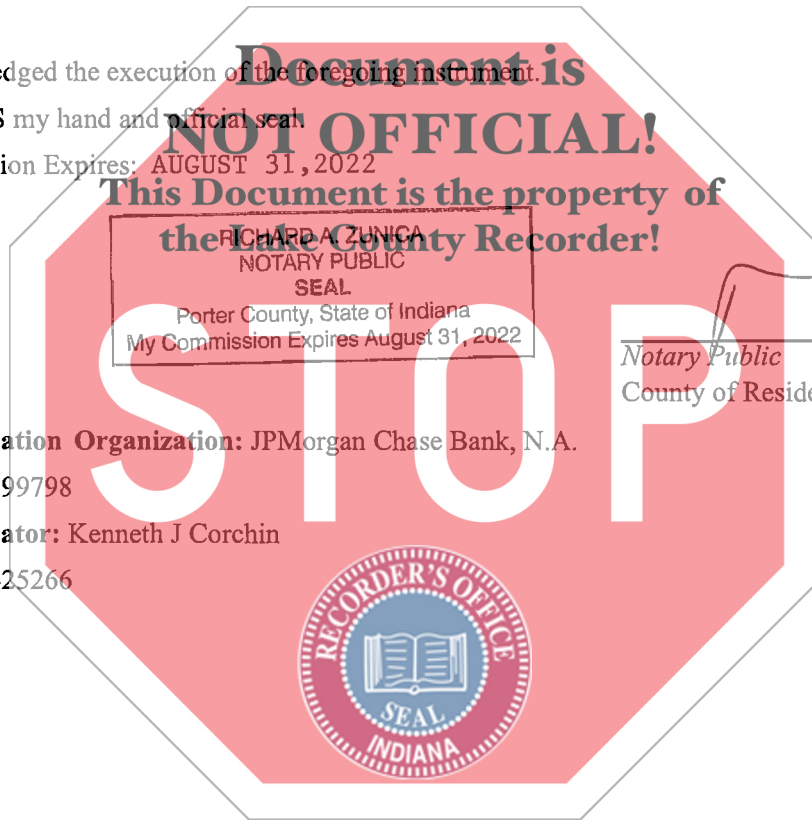 Document is
edged the execution of the foregoing instrument.
S my hand and official seal.
NOT OFFICIAL!
ion Expires: AUGUST 31, 2022
This Document is the property of
the Lake County Recorder!
RICHARD A. ZUNICA
NOTARY PUBLIC
SEAL
Porter County, State of Indiana
My Commission Expires August 31, 2022
Notary Public
County of Reside
STOP
ation Organization: JPMorgan Chase Bank, N.A.
99798
ator: Kenneth J Corchin
25266
RECORDER'S OFFICE
SEAL
INDIANA